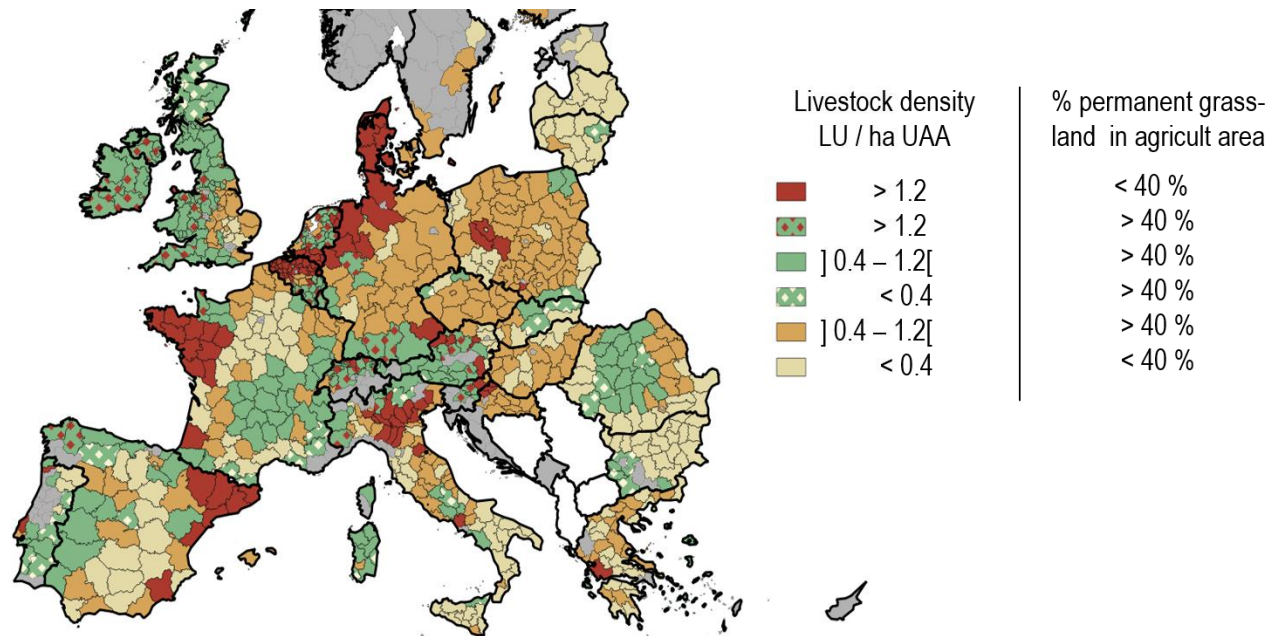 Livestock density
LU / ha UAA
% permanent grass-
land in agricult area
> 1.2
< 40 %
> 1.2
> 40 %
] 0.4 – 1.2[
> 40 %
< 0.4
> 40 %
] 0.4 – 1.2[
> 40 %
< 0.4
< 40 %